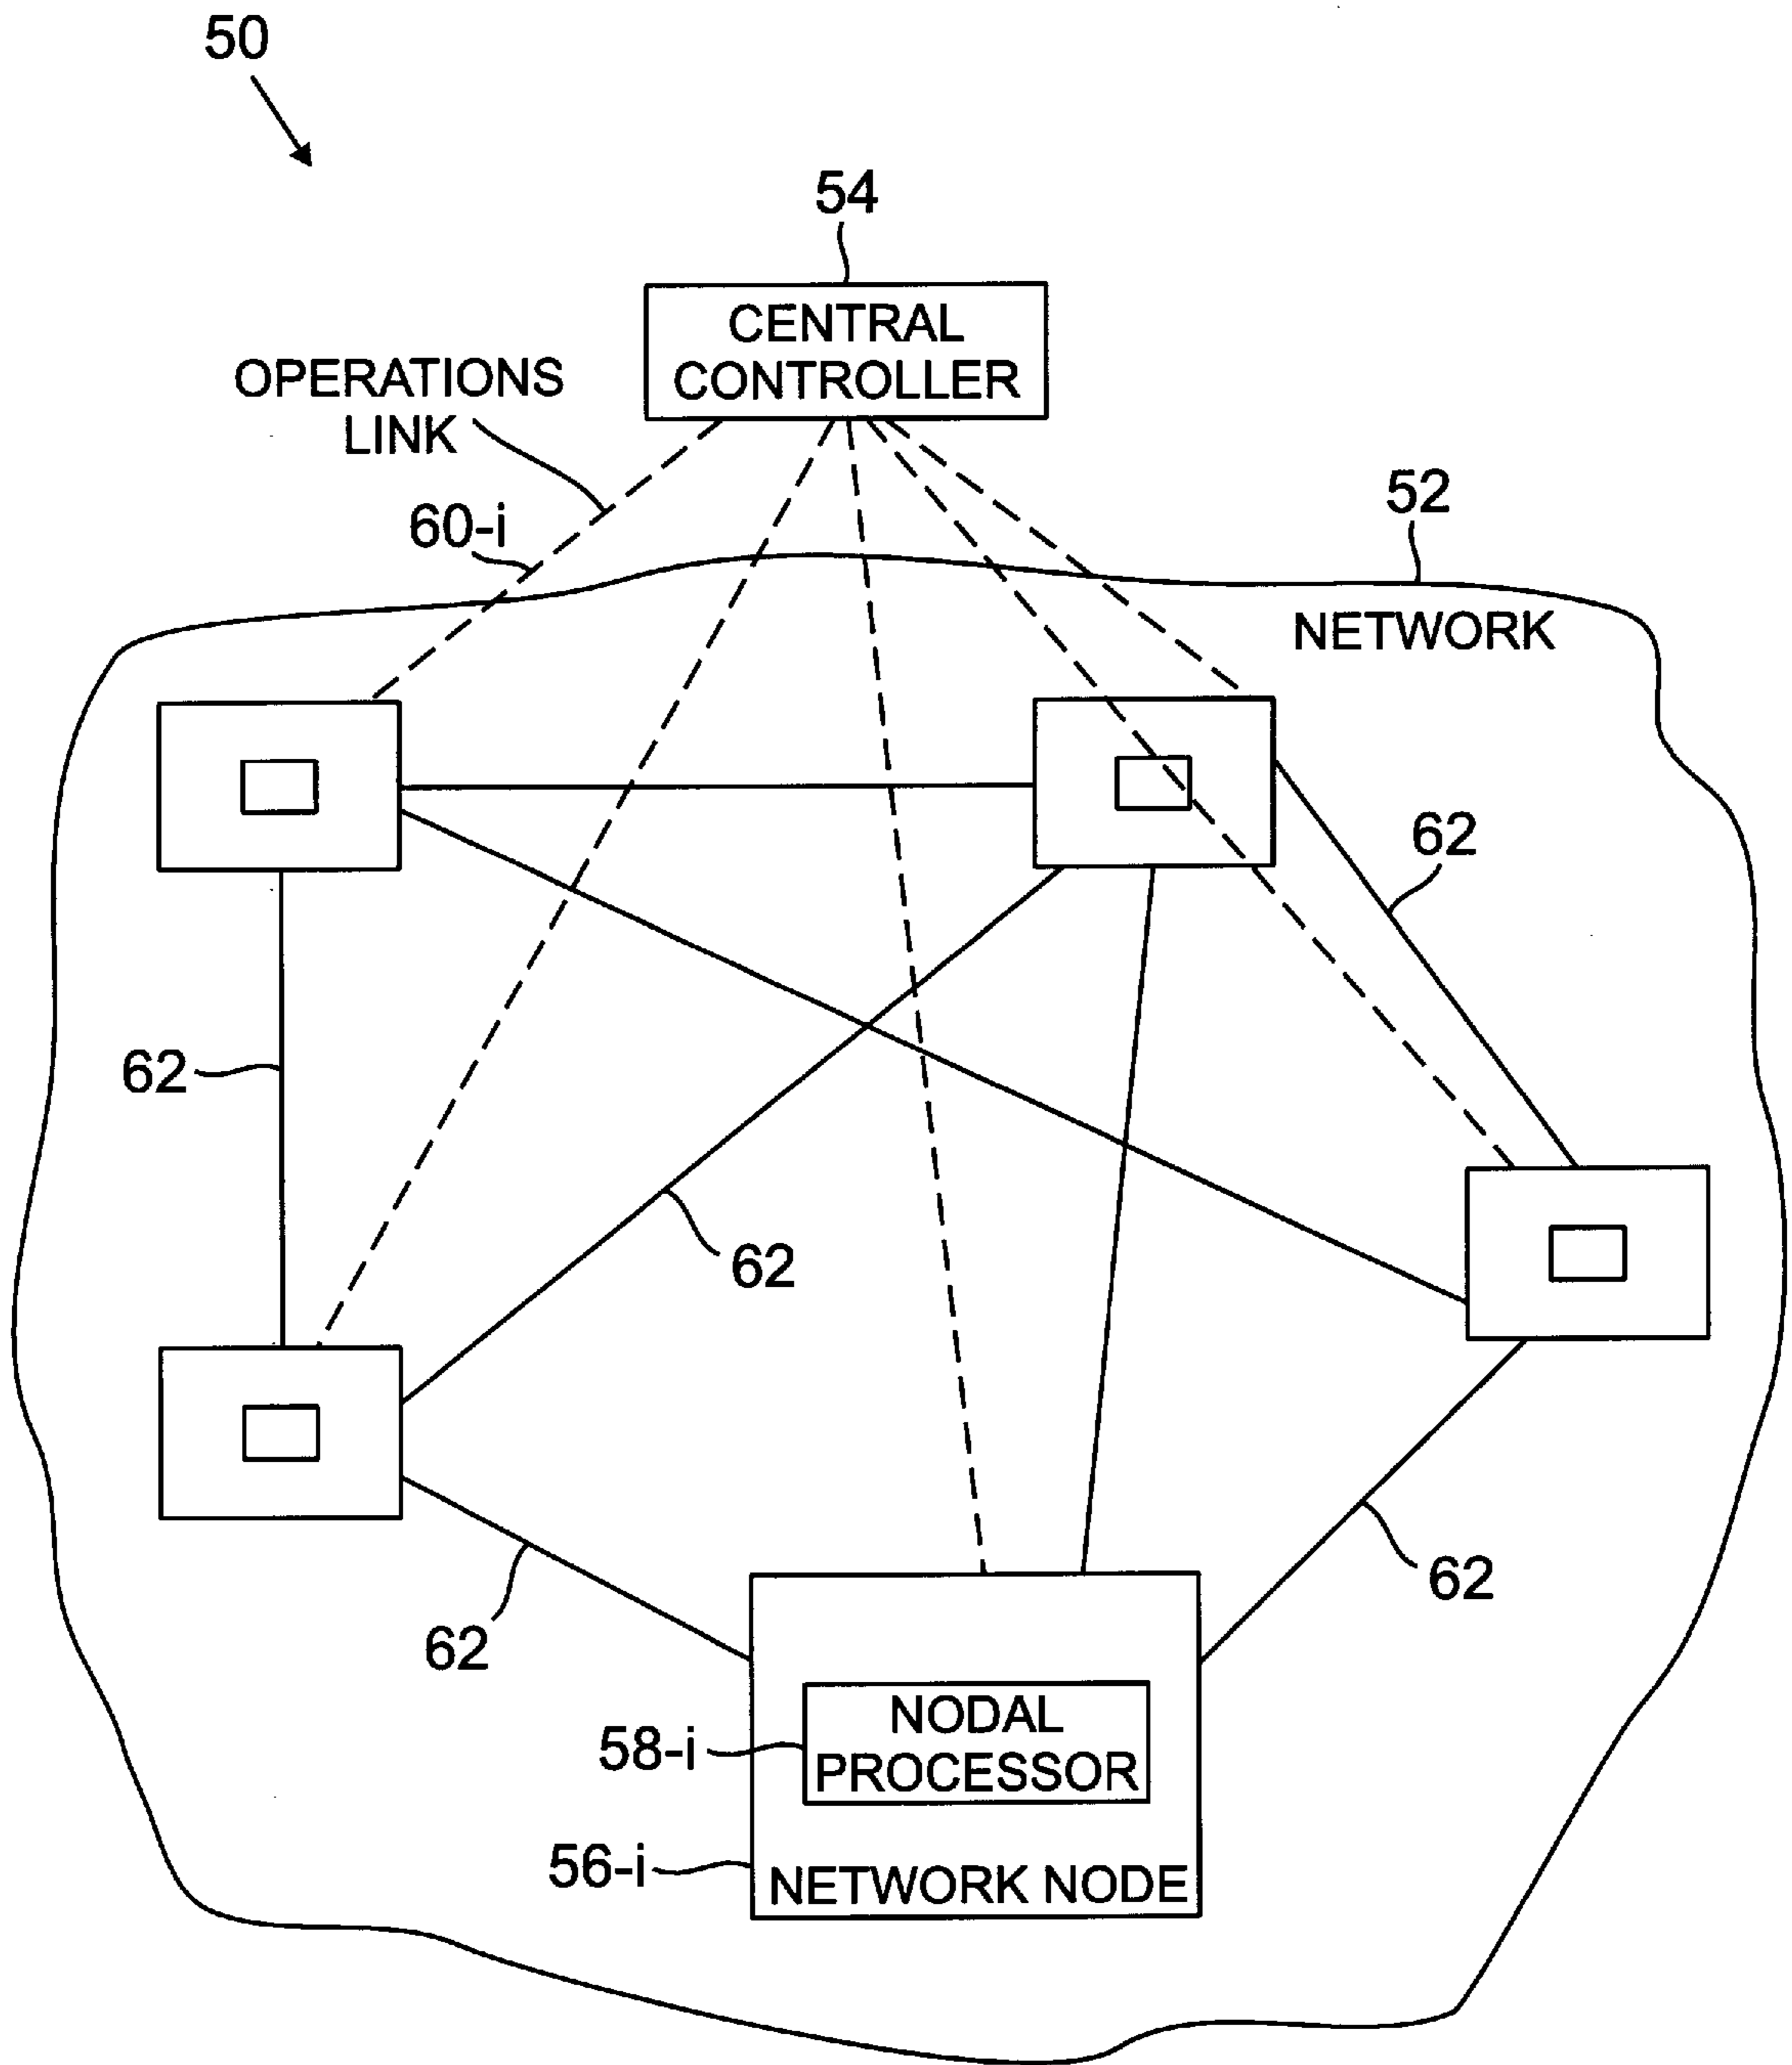 50
54
CENTRAL
CONTROLLER
OPERATIONS
LINK
60-i
52
NETWORK
62
62
62
62
62
NODAL
PROCESSOR
58-i
56-i
NETWORK NODE